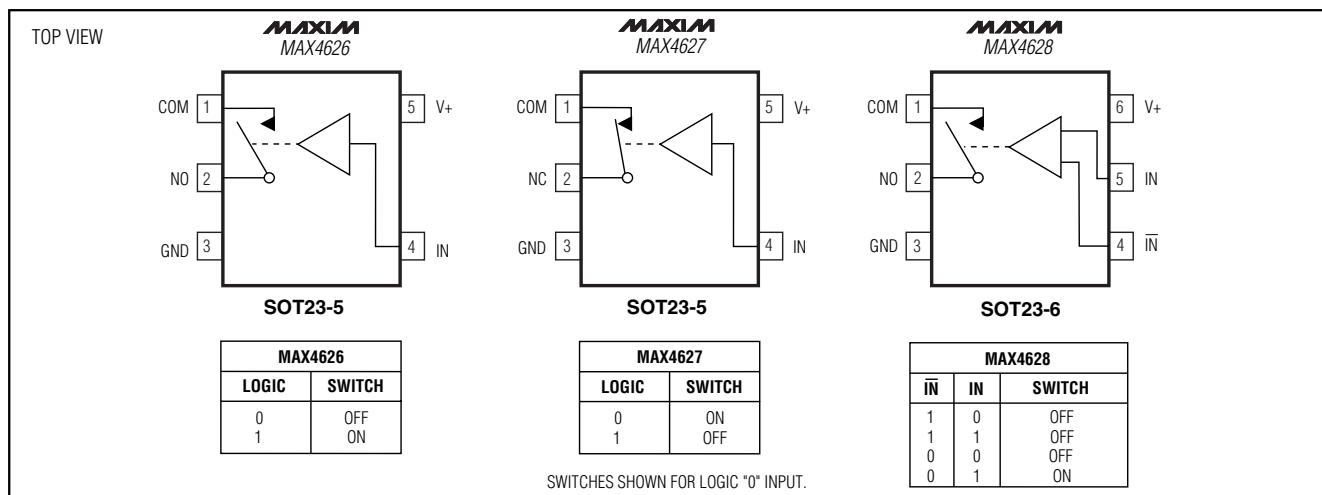 TOP VIEW
MAXIM
MAX4626
COM 1
5 V+
NO 2
GND 3
4 IN
SOT23-5
MAX4626
LOGIC SWITCH
0 OFF
1 ON
MAXIM
MAX4627
COM 1
5 V+
NC 2
GND 3
4 IN
SOT23-5
MAX4627
LOGIC SWITCH
0 ON
1 OFF
MAXIM
MAX4628
COM 1
6 V+
NO 2
5 IN
GND 3
4 I̅N̅
SOT23-6
MAX4628
I̅N̅ IN SWITCH
1 0 OFF
1 1 OFF
0 0 OFF
0 1 ON
SWITCHES SHOWN FOR LOGIC "0" INPUT.